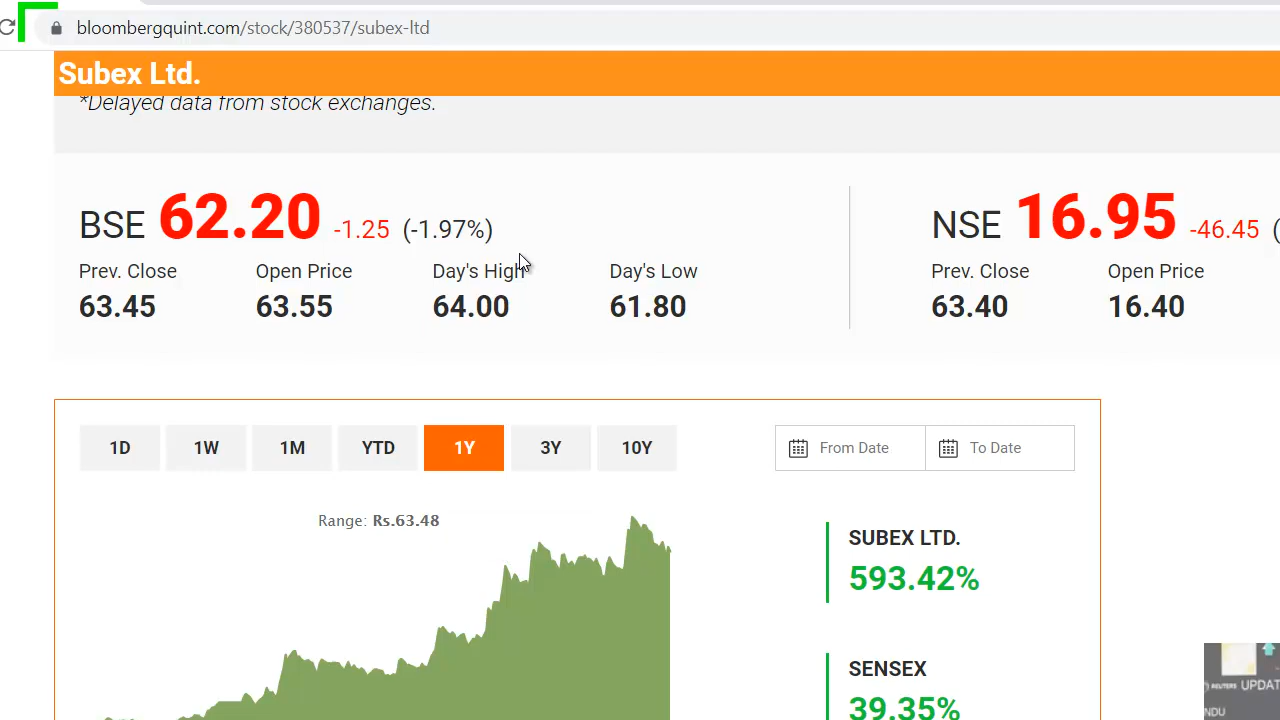 bloombergquint.com/stock/380537/subex-ltd
Subex Ltd.
*Delayed data from stock exchanges.
BSE 62.20 -1.25 (-1.97%)
Prev. Close Open Price Day's High Day's Low
63.45 63.55 64.00 61.80
NSE 16.95 -46.45 (
Prev. Close Open Price
63.40 16.40
1D 1W 1M YTD 1Y 3Y 10Y
From Date To Date
Range: Rs.63.48
SUBEX LTD.
593.42%
SENSEX
39.35%
REUTERS UPDAT
NDU